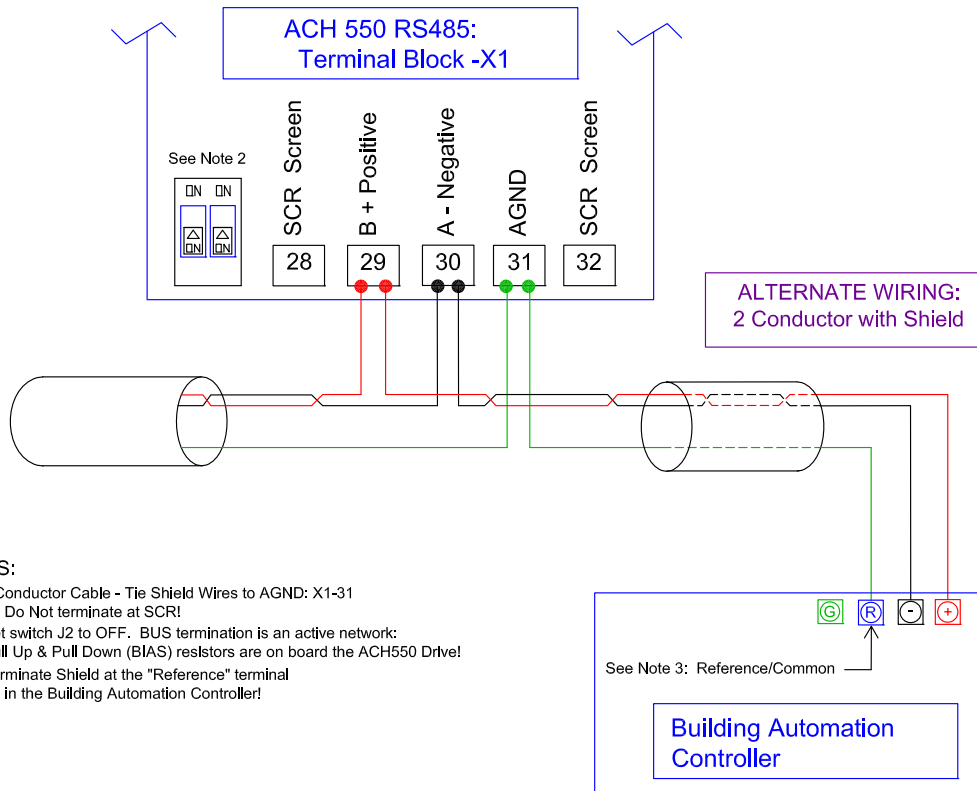 ACH 550 RS485:
Terminal Block -X1
See Note 2
ON ON
ON ON
SCR Screen
B + Positive
A - Negative
AGND
SCR Screen
28 29 30 31 32
ALTERNATE WIRING:
2 Conductor with Shield
S:
Conductor Cable - Tie Shield Wires to AGND: X1-31
Do Not terminate at SCR!
t switch J2 to OFF. BUS termination is an active network:
ll Up & Pull Down (BIAS) resistors are on board the ACH550 Drive!
rminate Shield at the "Reference" terminal
in the Building Automation Controller!
G R - +
See Note 3: Reference/Common
Building Automation
Controller